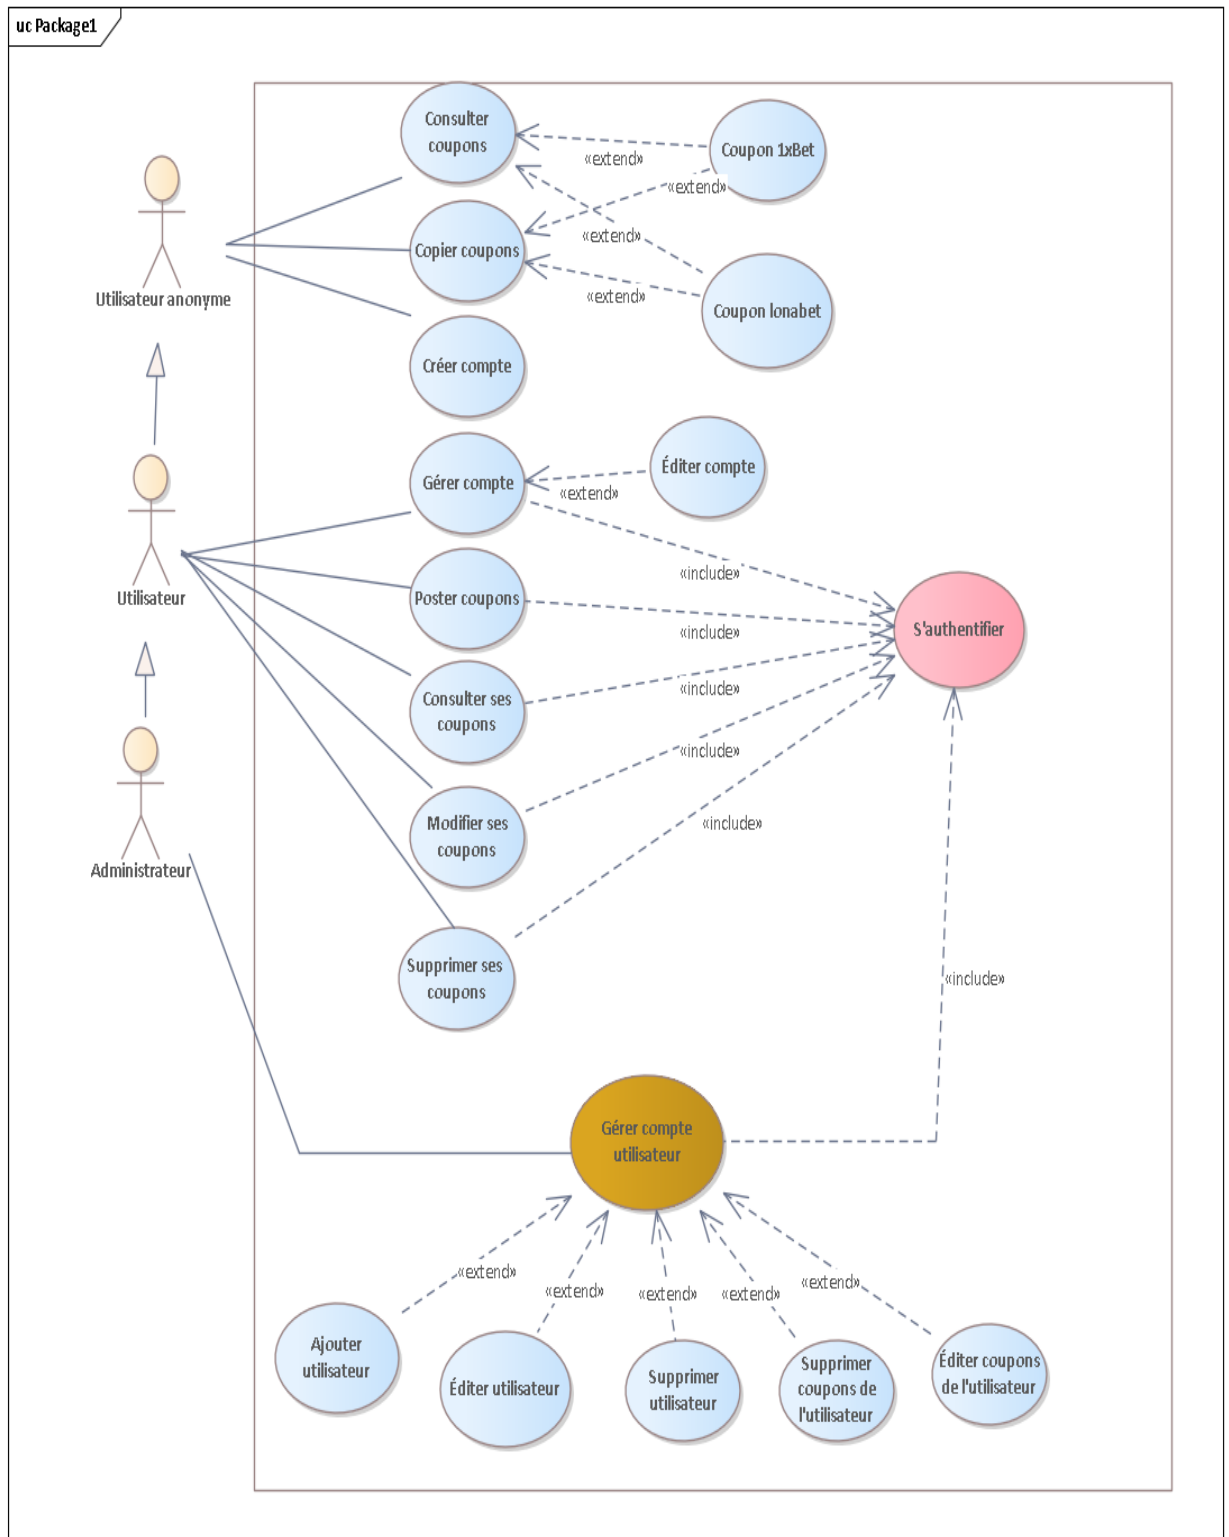 uc Package1
Consulter
coupons
Coupon 1xBet
«extend»
«extend»
Utilisateur anonyme
Copier coupons
«extend»
«extend»
Coupon lonabet
Créer compte
Gérer compte
Éditer compte
«extend»
«include»
Utilisateur
Poster coupons
«include»
S'authentifier
Consulter ses
coupons
«include»
«include»
Modifier ses
coupons
«include»
Administrateur
Supprimer ses
coupons
«include»
Gérer compte
utilisateur
«extend»
«extend»
«extend»
«extend»
«extend»
Ajouter
utilisateur
Éditer utilisateur
Supprimer
utilisateur
Supprimer
coupons de
l'utilisateur
Éditer coupons
de l'utilisateur